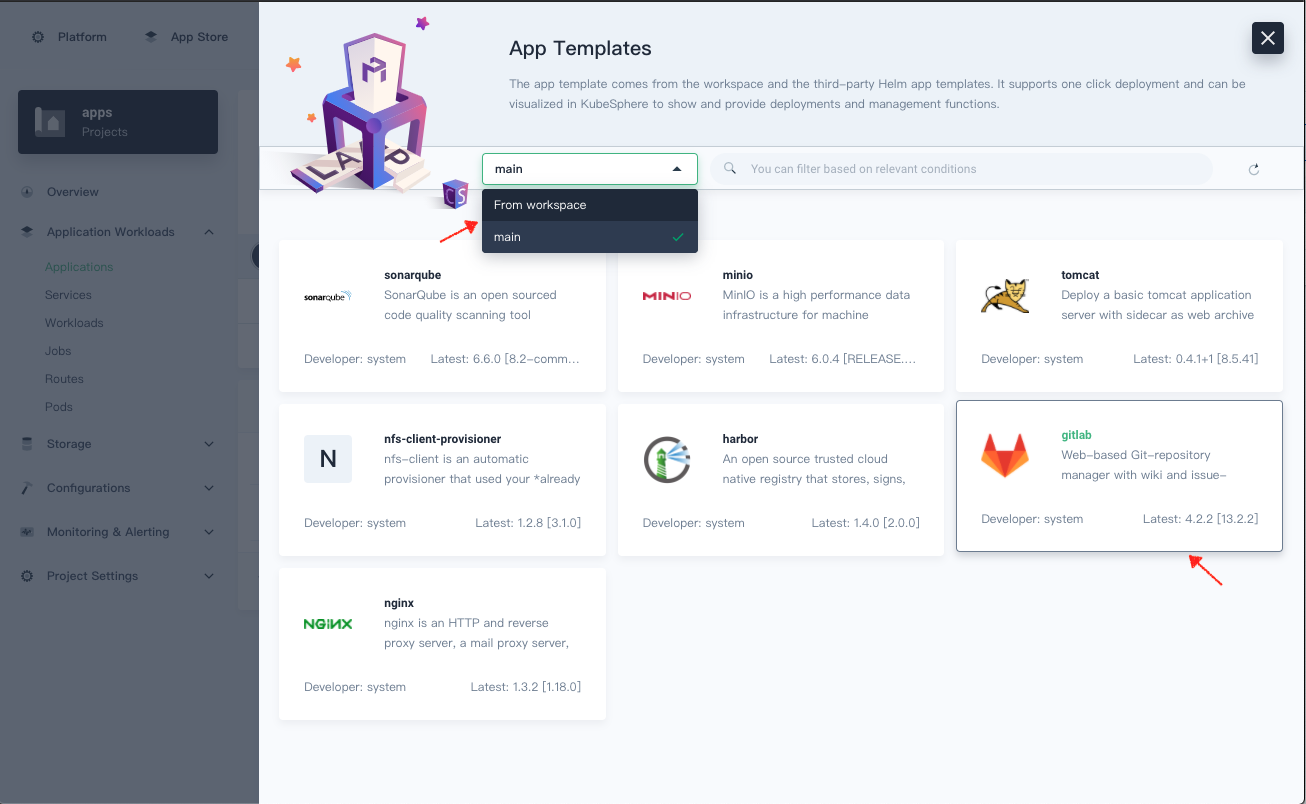 Platform
App Store
apps
Projects
Overview
Application Workloads
Applications
Services
Workloads
Jobs
Routes
Pods
Storage
Configurations
Monitoring & Alerting
Project Settings
App Templates
The app template comes from the workspace and the third-party Helm app templates. It supports one click deployment and can be
visualized in KubeSphere to show and provide deployments and management functions.
LAPP
CS
main
You can filter based on relevant conditions
From workspace
main
sonarqube
sonarqube
SonarQube is an open sourced
code quality scanning tool
Developer: system
Latest: 6.6.0 [8.2-comm...
MINIO
minio
MinIO is a high performance data
infrastructure for machine
Developer: system
Latest: 6.0.4 [RELEASE....
tomcat
Deploy a basic tomcat application
server with sidecar as web archive
Developer: system
Latest: 0.4.1+1 [8.5.41]
N
nfs-client-provisioner
nfs-client is an automatic
provisioner that used your *already
Developer: system
Latest: 1.2.8 [3.1.0]
harbor
An open source trusted cloud
native registry that stores, signs,
Developer: system
Latest: 1.4.0 [2.0.0]
gitlab
Web-based Git-repository
manager with wiki and issue-
Developer: system
Latest: 4.2.2 [13.2.2]
NGINX
nginx
nginx is an HTTP and reverse
proxy server, a mail proxy server,
Developer: system
Latest: 1.3.2 [1.18.0]